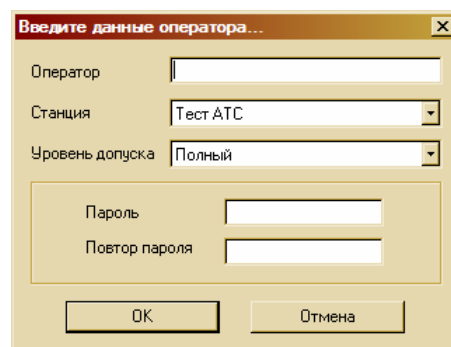 Введите данные оператора...
Оператор
Станция Тест АТС
Уровень допуска Полный
Пароль
Повтор пароля
OK Отмена